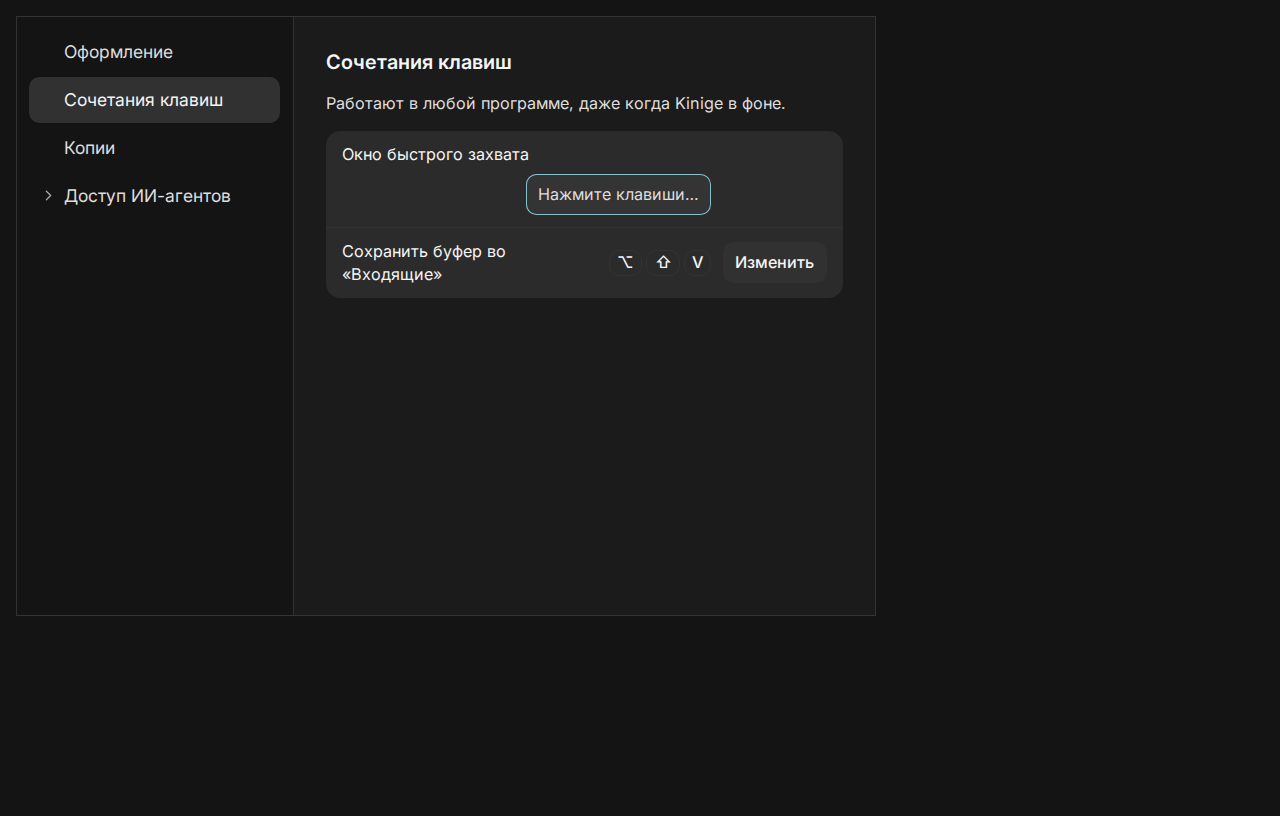 Оформление
Сочетания клавиш
Копии
Доступ ИИ-агентов
Сочетания клавиш
Работают в любой программе, даже когда Kinige в фоне.
Окно быстрого захвата
Нажмите клавиши…
Сохранить буфер во
«Входящие»
⌥ ⇧ V Изменить